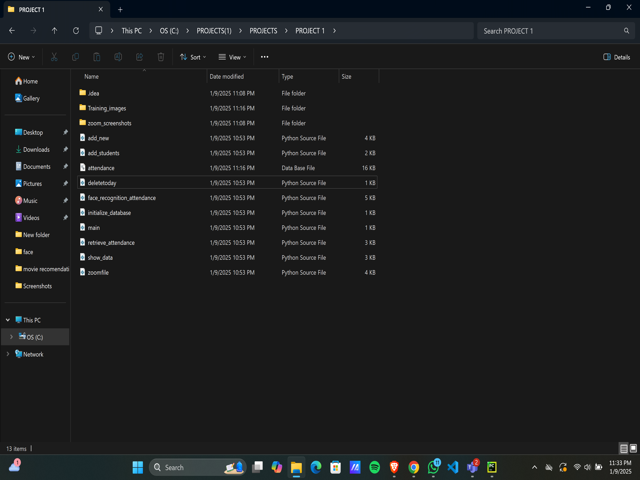 PROJECT 1
This PC > OS (C:) > PROJECTS(1) > PROJECTS > PROJECT 1 >
Search PROJECT 1
New Sort View Details
Name Date modified Type Size
Home
Gallery
Desktop
Downloads
Documents
Pictures
Music
Videos
New folder
face
movie recomendati
Screenshots
This PC
OS (C:)
Network
.idea 1/9/2025 11:08 PM File folder
Training_images 1/9/2025 11:16 PM File folder
zoom_screenshots 1/9/2025 11:08 PM File folder
add_new 1/9/2025 10:53 PM Python Source File 4 KB
add_students 1/9/2025 10:53 PM Python Source File 2 KB
attendance 1/9/2025 11:16 PM Data Base File 16 KB
deletetoday 1/9/2025 10:53 PM Python Source File 1 KB
face_recognition_attendance 1/9/2025 10:53 PM Python Source File 5 KB
initialize_database 1/9/2025 10:53 PM Python Source File 1 KB
main 1/9/2025 10:53 PM Python Source File 1 KB
retrieve_attendance 1/9/2025 10:53 PM Python Source File 3 KB
show_data 1/9/2025 10:53 PM Python Source File 3 KB
zoomfile 1/9/2025 10:53 PM Python Source File 4 KB
13 items
Search
11:33 PM
1/9/2025